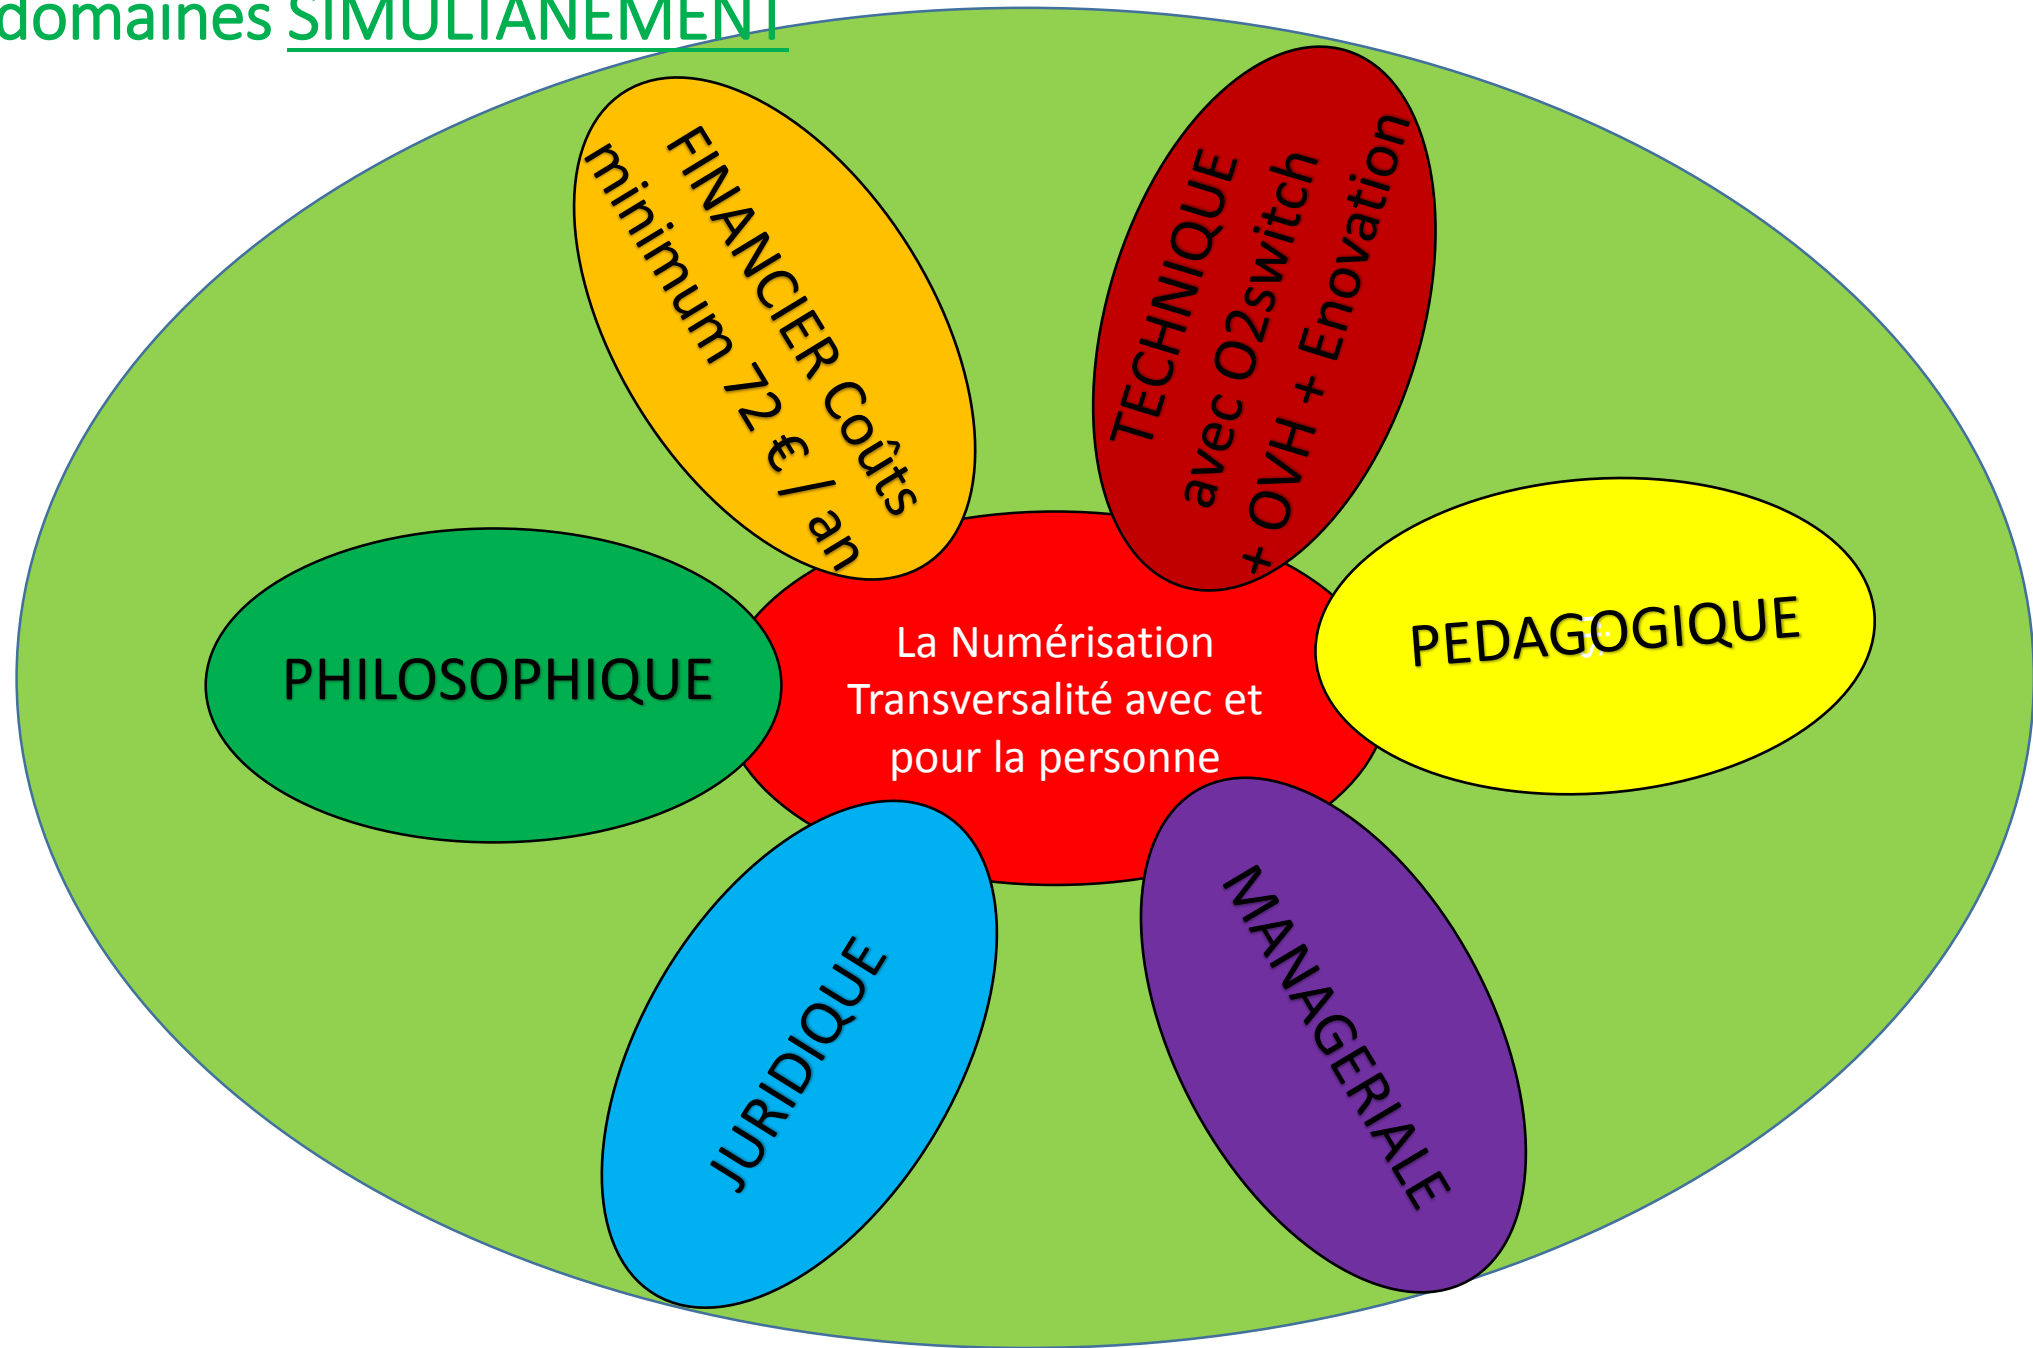 domaines SIMULTANEMENT
FINANCIER Coûts
minimum 72 € / an
TECHNIQUE
avec O2switch
+ OVH + Enovation
PHILOSOPHIQUE
La Numérisation
Transversalité avec et
pour la personne
PEDAGOGIQUE
JURIDIQUE
MANAGERIALE